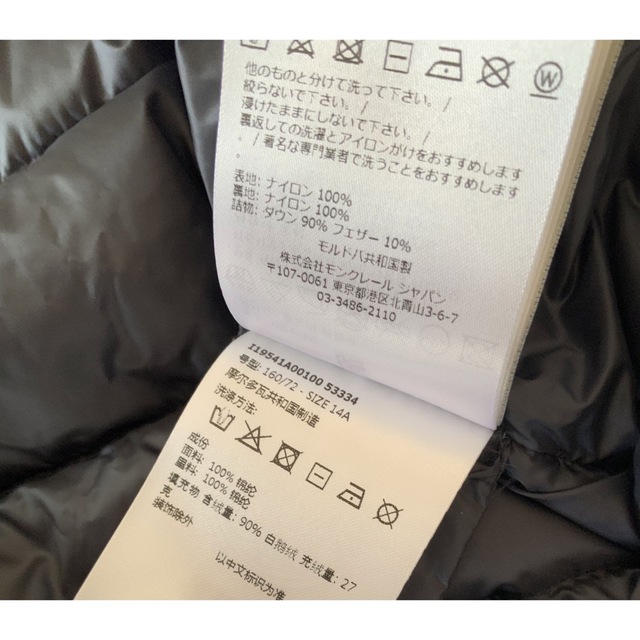 他のものと分けて洗って下さい。/
絞らないで下さい。/
浸けたままにしないで下さい。/
裏返しての洗濯とアイロンがけをおすすめします
。/ 著名な専門業者で洗うことをおすすめします
表地: ナイロン 100%
裏地: ナイロン 100%
詰物: ダウン 90% フェザー 10%
モルドバ共和国製
株式会社モンクレール ジャパン
〒107-0061 東京都港区北青山3-6-7
03-3486-2110
I19541A00100 53334
号型: 160/72 - SIZE 14A
摩尔多瓦共和国制造
洗涤方法:
成份
面料: 100% 锦纶
里料: 100% 锦纶
填充物 含绒量: 90% 白鹅绒 充绒量: 27
克
装饰除外
以中文标识为准